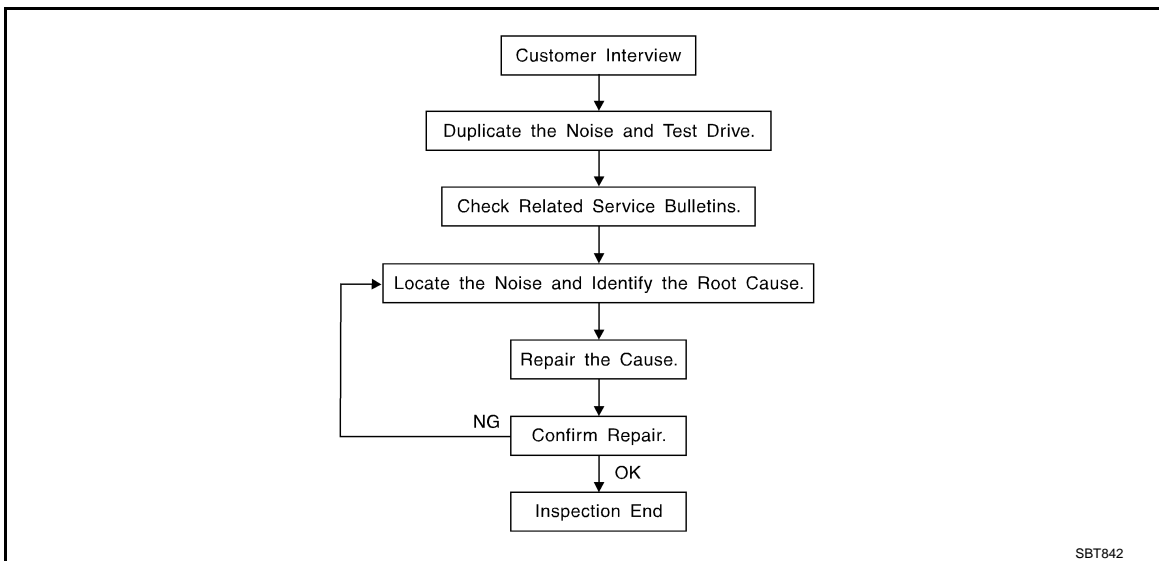 Customer Interview
Duplicate the Noise and Test Drive.
Check Related Service Bulletins.
Locate the Noise and Identify the Root Cause.
Repair the Cause.
NG
Confirm Repair.
OK
Inspection End
SBT842